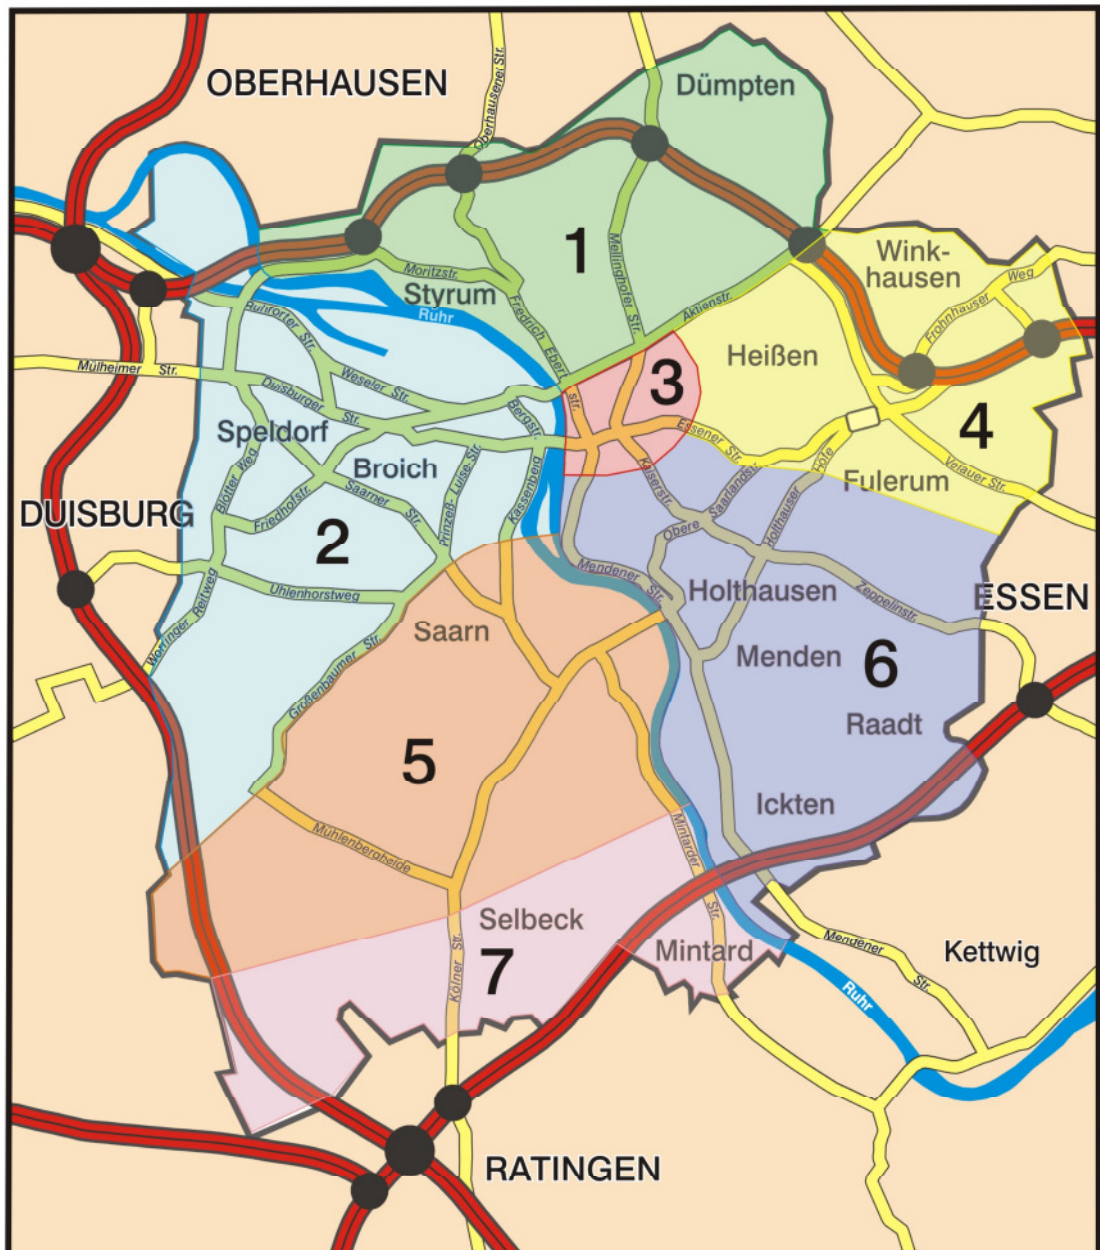 OBERHAUSEN
Oberhausener Str.
Dümpten
1
Mellinghofer Str.
Wink-
hausen
Weg
Frohnhauser
Moritzstr.
Styrum
Ruhr
Friedrich Ebert
str.
Aktienstr.
Ruhrorter Str.
Heißen
3
Mülheimer Str.
Weseler Str.
Duisburger Str.
Bergstr.
Essener Str.
4
Speldorf
Broich
Velauer Str.
Fulerum
Blötter Weg
Friedhofstr.
Saarner Str.
Prinzeß-Luise-Str.
Kassenberg
Kaiserstr.
Obere Saarlandstr.
Holthauser Höfe
DUISBURG
2
Uhlenhorstweg
Worringer Reitweg
Mendener Str.
Holthausen
Zeppelinstr.
ESSEN
Saarn
Menden
6
Großenbaumer Str.
Raadt
5
Ickten
Mühlenbergheide
Mintarder Str.
Selbeck
7
Kölner Str.
Mintard
Mendener Str.
Kettwig
Ruhr
RATINGEN